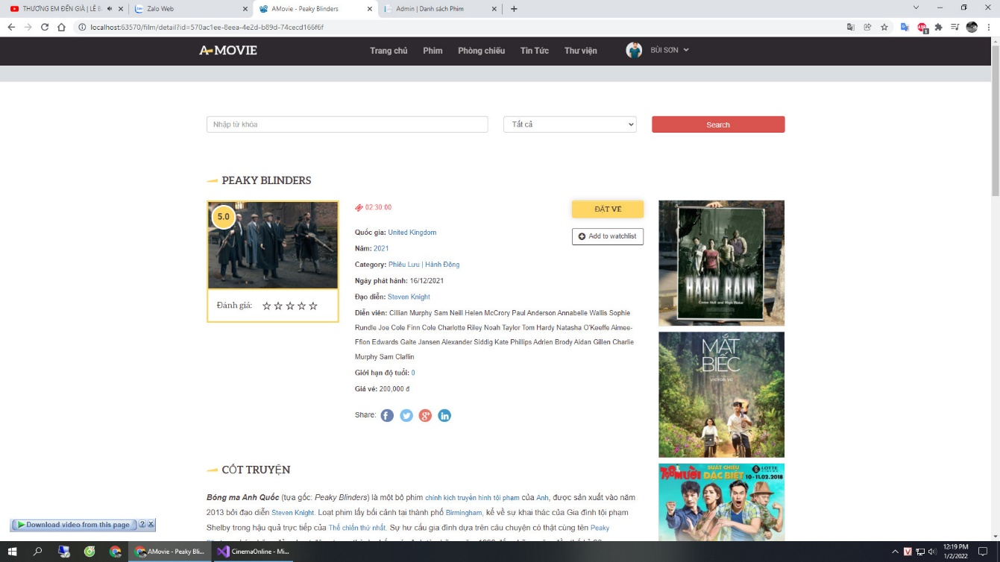 THƯƠNG EM ĐẾN GIÀ | LÊ B
Zalo Web
AMovie - Peaky Blinders
Admin | Danh sách Phim
localhost:63570/film/detail?id=570ac1ee-8eea-4e2d-b89d-74cecd166f6f
A-MOVIE
Trang chủ
Phim
Phòng chiếu
Tin Tức
Thư viện
BÙI SƠN
Nhập từ khóa
Tất cả
Search
PEAKY BLINDERS
5.0
02:30:00
ĐẶT VÉ
Add to watchlist
Quốc gia: United Kingdom
Năm: 2021
Category: Phiêu Lưu | Hành Động
Ngày phát hành: 16/12/2021
Đạo diễn: Steven Knight
Đánh giá:
Diễn viên: Cillian Murphy Sam Neill Helen McCrory Paul Anderson Annabelle Wallis Sophie
Rundle Joe Cole Finn Cole Charlotte Riley Noah Taylor Tom Hardy Natasha O'Keeffe Aimee-
Ffion Edwards Gaite Jansen Alexander Siddig Kate Phillips Adrien Brody Aidan Gillen Charlie
Murphy Sam Claflin
Giới hạn độ tuổi: 0
Giá vé: 200,000 đ
Share:
HARD RAIN
Come Hell and High Water
MẮT BIẾC
VICTOR VU
798MƯỜI
SUẤT CHIẾU
ĐẶC BIỆT
LOTTE
10-11.02.2018
CỐT TRUYỆN
Bóng ma Anh Quốc (tựa gốc: Peaky Blinders) là một bộ phim chính kịch truyền hình tội phạm của Anh, được sản xuất vào năm
2013 bởi đạo diễn Steven Knight. Loạt phim lấy bối cảnh tại thành phố Birmingham, kể về sự khai thác của Gia đình tội phạm
Shelby trong hậu quả trực tiếp của Thế chiến thứ nhất. Sự hư cấu gia đình dựa trên câu chuyện có thật cùng tên Peaky
Download video from this page
AMovie - Peaky Bli...
CinemaOnline - Mi...
12:19 PM
1/2/2022